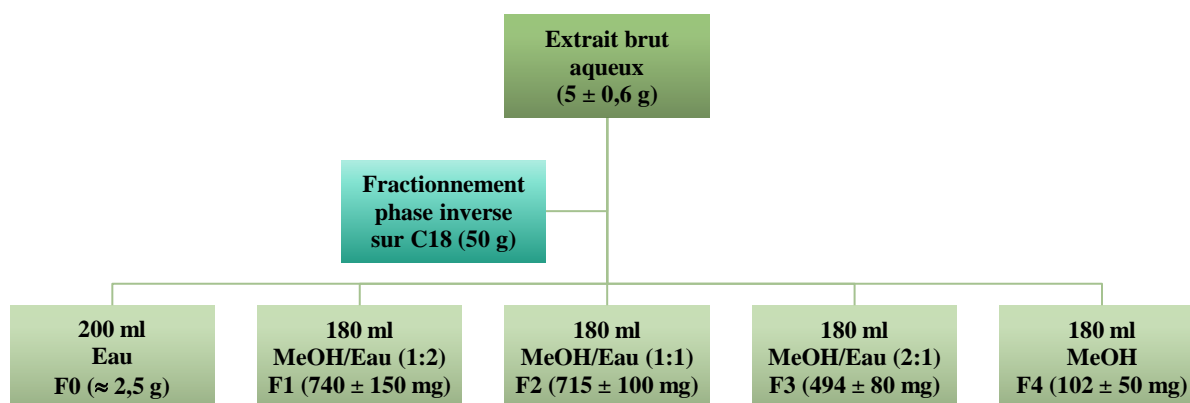 Extrait brut
aqueux
(5 ± 0,6 g)
Fractionnement
phase inverse
sur C18 (50 g)
200 ml
Eau
F0 (≈ 2,5 g)
180 ml
MeOH/Eau (1:2)
F1 (740 ± 150 mg)
180 ml
MeOH/Eau (1:1)
F2 (715 ± 100 mg)
180 ml
MeOH/Eau (2:1)
F3 (494 ± 80 mg)
180 ml
MeOH
F4 (102 ± 50 mg)